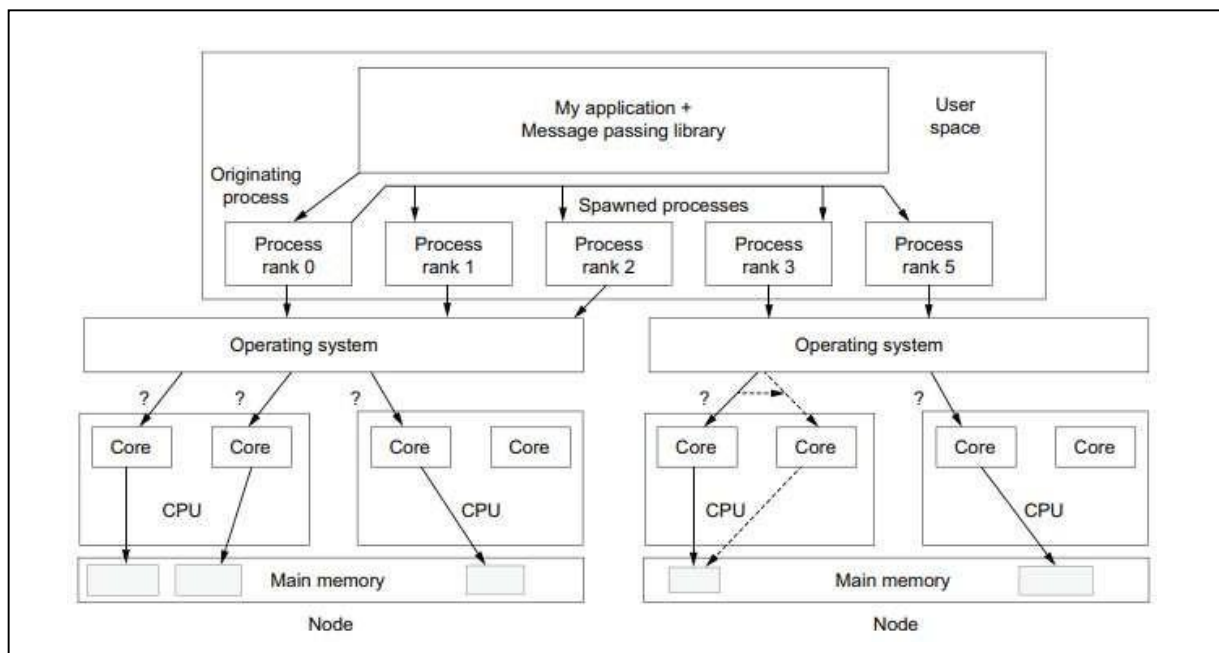 My application +
Message passing library
User
space
Originating
process
Spawned processes
Process
rank 0
Process
rank 1
Process
rank 2
Process
rank 3
Process
rank 5
Operating system
Operating system
?
?
?
?
?
Core
Core
Core
Core
Core
Core
Core
Core
CPU
CPU
CPU
CPU
Main memory
Main memory
Node
Node